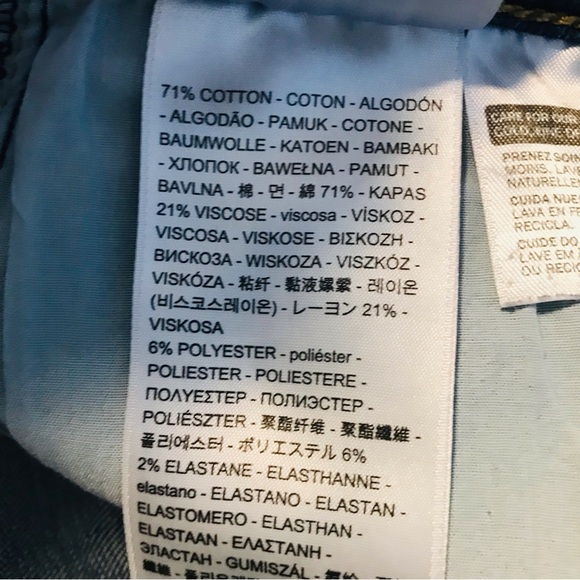 71% COTTON - COTON - ALGODÓN
- ALGODÃO - PAMUK - COTONE -
BAUMWOLLE - KATOEN - BAMBAKI
- ХЛОПОК - BAWEŁNA - PAMUT -
BAVLNA - 棉 - 면 - 綿 71% - KAPAS
21% VISCOSE - viscosa - VİSKOZ -
VISCOSA - VISKOSE - ΒΙΣΚΟΖΗ -
ВИСКОЗА - WISKOZA - VISZKÓZ -
VISKÓZA - 粘纤 - 黏液嫘縈 - 레이온
(비스코스레이온) - レーヨン 21% -
VISKOSA
6% POLYESTER - poliéster -
POLIESTER - POLIESTERE -
ΠΟΛΥΕΣΤΕΡ - ПОЛИЭСТЕР -
POLIÉSZTER - 聚酯纤维 - 聚酯纖維 -
폴리에스터 - ポリエステル 6%
2% ELASTANE - ELASTHANNE -
elastano - ELASTANO - ELASTAN -
ELASTOMERO - ELASTHAN -
ELASTAAN - ΕΛΑΣΤΑΝΗ -
ЭЛАСТАН - GUMISZÁL -
CARE FOR OUR
PRENEZ SOIN
MOINS, LAVE
NATURELLE
CUIDA NUE
LAVA EN F
RECICLA.
CUIDE DO
LAVE EM
OU RECI